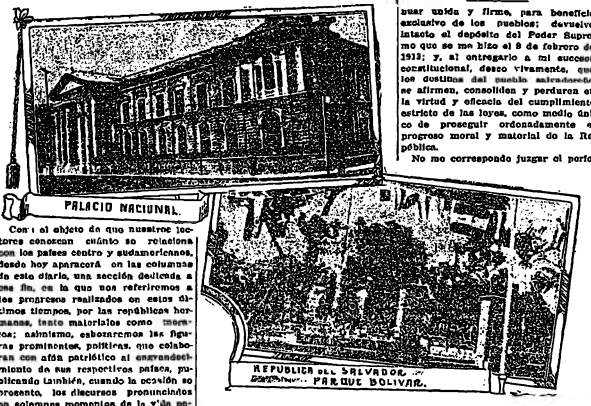 PALACIO NACIONAL.
Con el objeto de que nuestros lec-
tores conozcan cuánto se relaciona
con los países centro y sudamericanos,
desde hoy aparecerá en las columnas
de este diario, una sección dedicada a
ese fin, en la que nos referiremos a
los progresos realizados en estos úl-
timos tiempos, por las repúblicas her-
manas, tanto materiales como
asimismo, esbozaremos las figu-
ras prominentes, políticas, que colabo-
ran con afán patriótico al engrandeci-
miento de sus respectivos países, pu-
blicando también, cuando la ocasión so
presente, los discursos pronunciados
en solemnes momentos de la vida
nuar unida y firme, para beneficio
exclusivo de los pueblos; devuelvo
intacto el depósito del Poder Supre-
mo que se me hizo el 9 de febrero de
1913; y, al entregarlo a mi sucesor
constitucional, deseo vivamente, que
los destinos del pueblo salvadoreño
se afirmen, consoliden y perduren en
la virtud y eficacia del cumplimiento
estricto de las leyes, como medio úni-
co de proseguir ordenadamente el
progreso moral y material de la Re-
pública.
No me corresponde juzgar el
REPUBLICA DEL SALVADOR
PARQUE BOLIVAR.